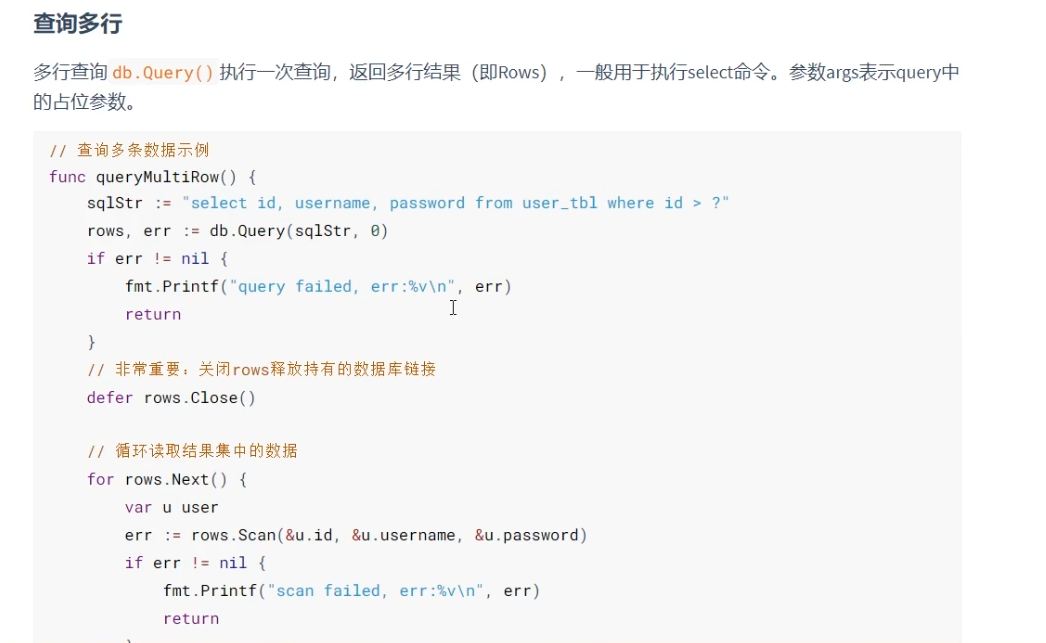 查询多行
多行查询db.Query()执行一次查询，返回多行结果（即Rows），一般用于执行select命令。参数args表示query中
的占位参数。
// 查询多条数据示例
func queryMultiRow() {
    sqlStr := "select id, username, password from user_tbl where id > ?"
    rows, err := db.Query(sqlStr, 0)
    if err != nil {
        fmt.Printf("query failed, err:%v\n", err)
        return
    }
    // 非常重要：关闭rows释放持有的数据库链接
    defer rows.Close()
    // 循环读取结果集中的数据
    for rows.Next() {
        var u user
        err := rows.Scan(&u.id, &u.username, &u.password)
        if err != nil {
            fmt.Printf("scan failed, err:%v\n", err)
            return